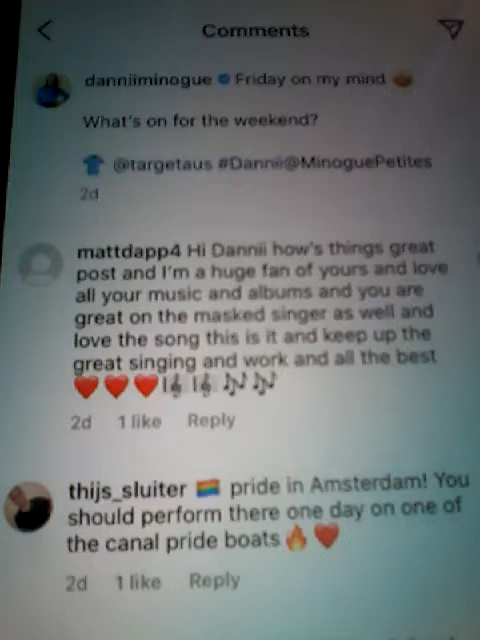 Comments
danniiminogue Friday on my mind
What's on for the weekend?
@targetaus #Dannii@MinoguePetites
2d
mattdapp4 Hi Dannii how's things great
post and I'm a huge fan of yours and love
all your music and albums and you are
great on the masked singer as well and
love the song this is it and keep up the
great singing and work and all the best
❤️❤️❤️🎼🎼🎶🎶
2d 1 like Reply
thijs_sluiter 🏳️‍🌈 pride in Amsterdam! You
should perform there one day on one of
the canal pride boats🔥❤️
2d 1 like Reply